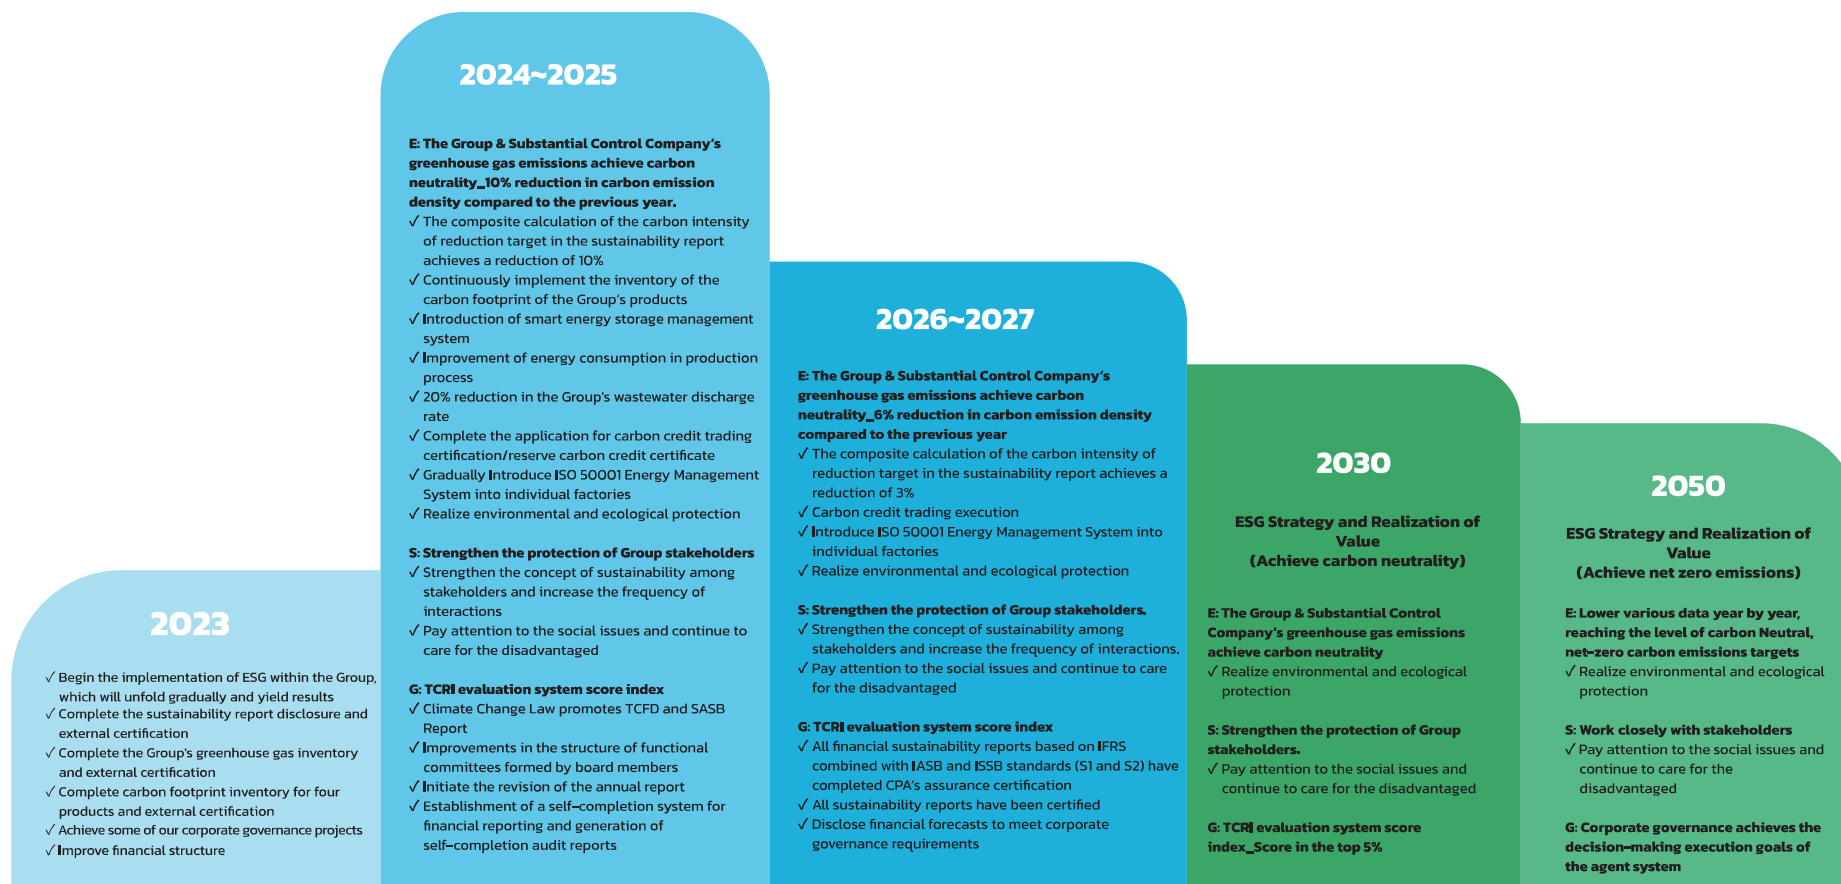 2023
✓ Begin the implementation of ESG within the Group,
which will unfold gradually and yield results
✓ Complete the sustainability report disclosure and
external certification
✓ Complete the Group's greenhouse gas inventory
and external certification
✓ Complete carbon footprint inventory for four
products and external certification
✓ Achieve some of our corporate governance projects
✓ Improve financial structure
2024~2025
E: The Group & Substantial Control Company's
greenhouse gas emissions achieve carbon
neutrality_10% reduction in carbon emission
density compared to the previous year.
✓ The composite calculation of the carbon intensity
of reduction target in the sustainability report
achieves a reduction of 10%
✓ Continuously implement the inventory of the
carbon footprint of the Group's products
✓ Introduction of smart energy storage management
system
✓ Improvement of energy consumption in production
process
✓ 20% reduction in the Group's wastewater discharge
rate
✓ Complete the application for carbon credit trading
certification/reserve carbon credit certificate
✓ Gradually Introduce ISO 50001 Energy Management
System into individual factories
✓ Realize environmental and ecological protection
S: Strengthen the protection of Group stakeholders
✓ Strengthen the concept of sustainability among
stakeholders and increase the frequency of
interactions
✓ Pay attention to the social issues and continue to
care for the disadvantaged
G: TCRI evaluation system score index
✓ Climate Change Law promotes TCFD and SASB
Report
✓ Improvements in the structure of functional
committees formed by board members
✓ Initiate the revision of the annual report
✓ Establishment of a self-completion system for
financial reporting and generation of
self-completion audit reports
2026~2027
E: The Group & Substantial Control Company's
greenhouse gas emissions achieve carbon
neutrality_6% reduction in carbon emission density
compared to the previous year
✓ The composite calculation of the carbon intensity of
reduction target in the sustainability report achieves a
reduction of 3%
✓ Carbon credit trading execution
✓ Introduce ISO 50001 Energy Management System into
individual factories
✓ Realize environmental and ecological protection
S: Strengthen the protection of Group stakeholders.
✓ Strengthen the concept of sustainability among
stakeholders and increase the frequency of interactions.
✓ Pay attention to the social issues and continue to care
for the disadvantaged
G: TCRI evaluation system score index
✓ All financial sustainability reports based on IFRS
combined with IASB and ISSB standards (S1 and S2) have
completed CPA's assurance certification
✓ All sustainability reports have been certified
✓ Disclose financial forecasts to meet corporate
governance requirements
2030
ESG Strategy and Realization of
Value
(Achieve carbon neutrality)
E: The Group & Substantial Control
Company's greenhouse gas emissions
achieve carbon neutrality
✓ Realize environmental and ecological
protection
S: Strengthen the protection of Group
stakeholders.
✓ Pay attention to the social issues and
continue to care for the disadvantaged
G: TCRI evaluation system score
index_Score in the top 5%
2050
ESG Strategy and Realization of
Value
(Achieve net zero emissions)
E: Lower various data year by year,
reaching the level of carbon Neutral,
net-zero carbon emissions targets
✓ Realize environmental and ecological
protection
S: Work closely with stakeholders
✓ Pay attention to the social issues and
continue to care for the
disadvantaged
G: Corporate governance achieves the
decision-making execution goals of
the agent system